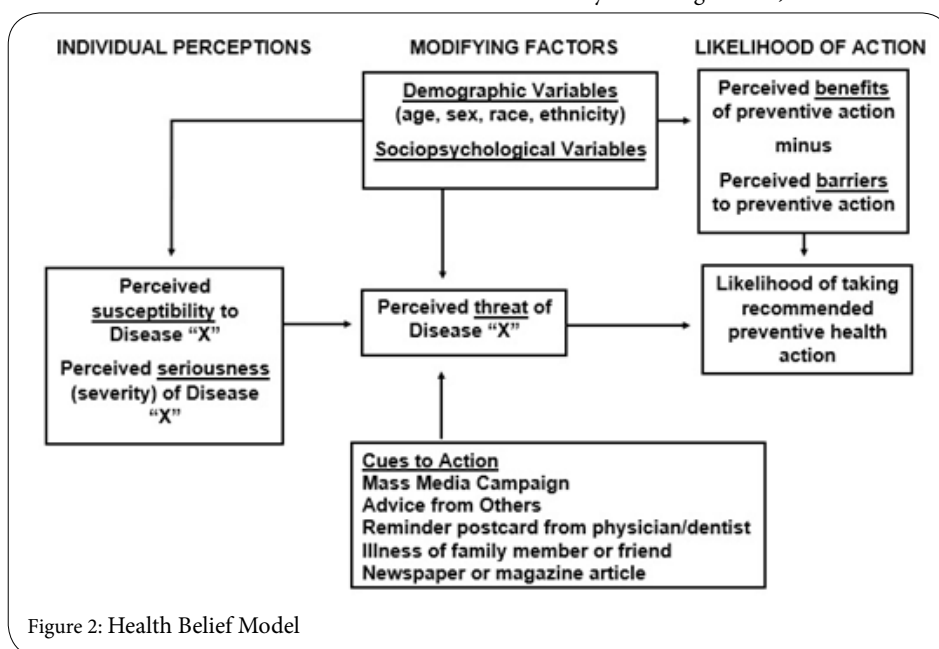 INDIVIDUAL PERCEPTIONS
MODIFYING FACTORS
LIKELIHOOD OF ACTION
Demographic Variables
(age, sex, race, ethnicity)
Sociopsychological Variables
Perceived benefits
of preventive action
minus
Perceived barriers
to preventive action
Perceived
susceptibility to
Disease “X”
Perceived seriousness
(severity) of Disease
“X”
Perceived threat of
Disease “X”
Likelihood of taking
recommended
preventive health
action
Cues to Action
Mass Media Campaign
Advice from Others
Reminder postcard from physician/dentist
Illness of family member or friend
Newspaper or magazine article
Figure 2: Health Belief Model